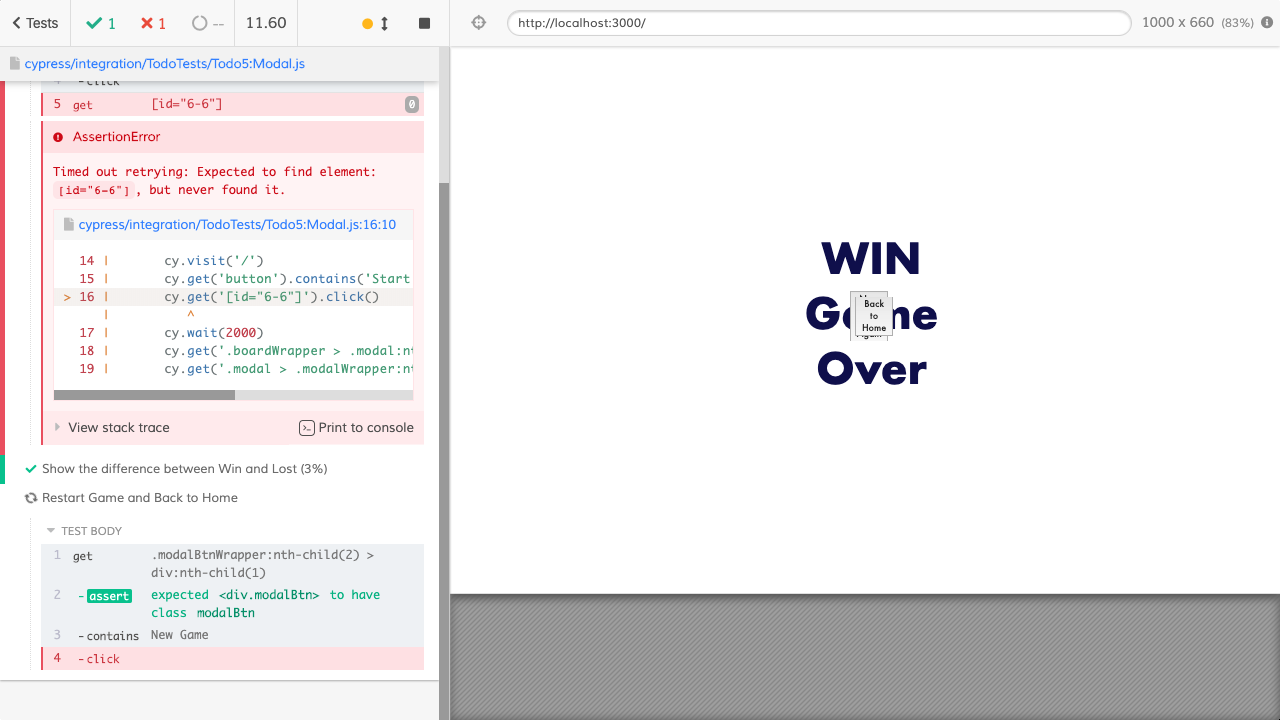 Tests
1
1
--
11.60
http://localhost:3000/
1000 x 660 (83%)
cypress/integration/TodoTests/Todo5:Modal.js
- click
5 get [id="6-6"] 0
AssertionError
Timed out retrying: Expected to find element:
[id="6-6"] , but never found it.
cypress/integration/TodoTests/Todo5:Modal.js:16:10
14 | cy.visit('/')
15 | cy.get('button').contains('Start
> 16 | cy.get('[id="6-6"]').click()
| ^
17 | cy.wait(2000)
18 | cy.get('.boardWrapper > .modal:nt
19 | cy.get('.modal > .modalWrapper:nt
View stack trace
Print to console
Show the difference between Win and Lost (3%)
Restart Game and Back to Home
TEST BODY
1 get .modalBtnWrapper:nth-child(2) >
div:nth-child(1)
2 - assert expected <div.modalBtn> to have
class modalBtn
3 - contains New Game
4 - click
WIN
Game
Over
Back
to
Home